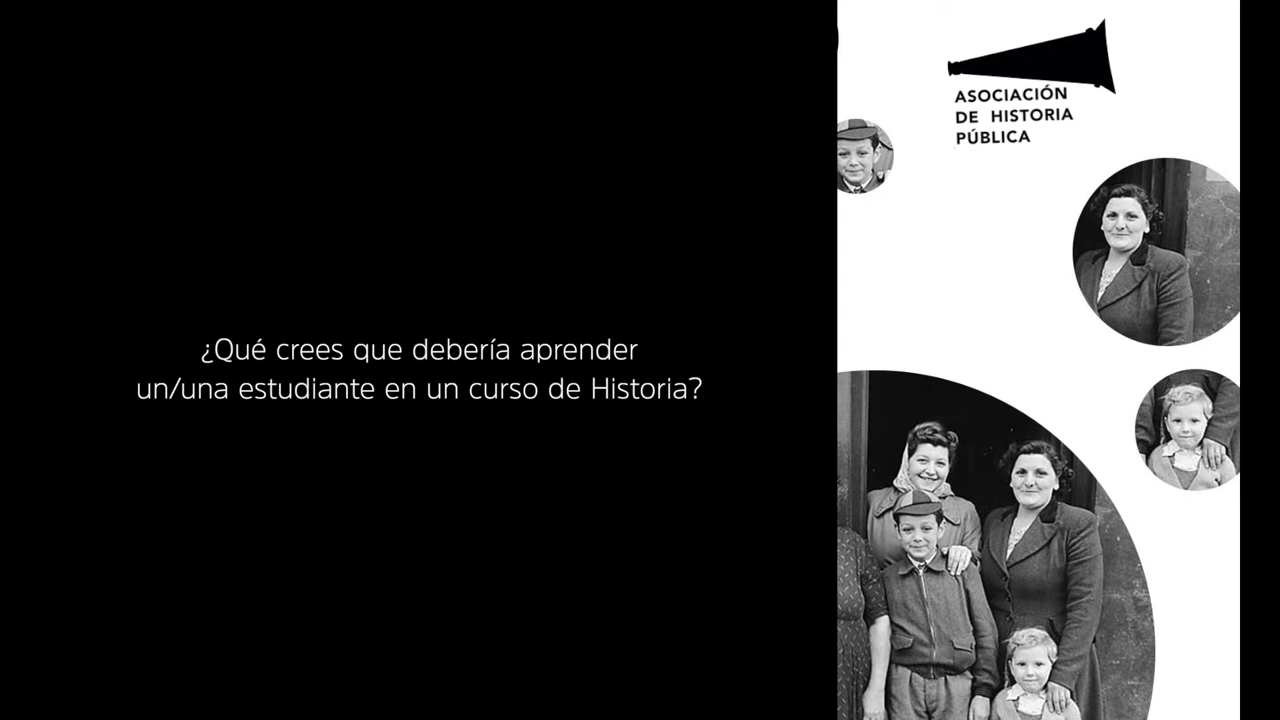 ¿Qué crees que debería aprender
un/una estudiante en un curso de Historia?
ASOCIACIÓN
DE HISTORIA
PÚBLICA